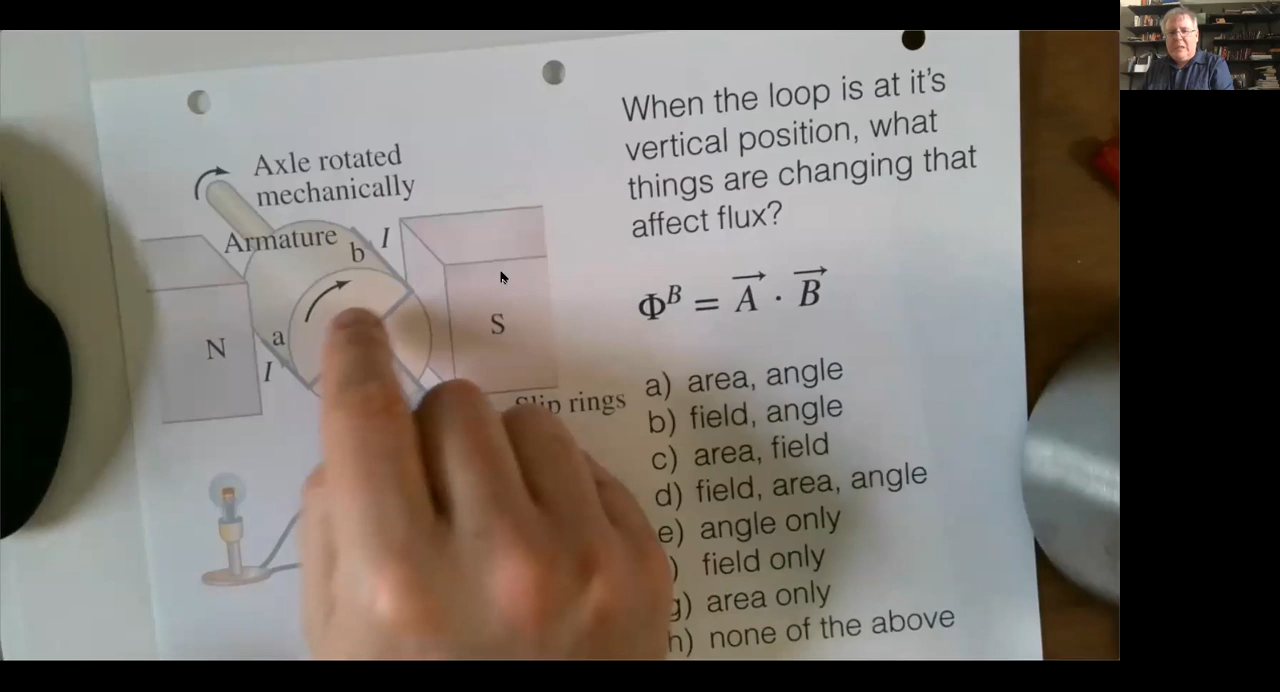 Axle rotated
mechanically
Armature
b
I
a
I
N
S
rings
When the loop is at it's
vertical position, what
things are changing that
affect flux?
Φᴮ = A⃗ · B⃗
a) area, angle
b) field, angle
c) area, field
d) field, area, angle
e) angle only
) field only
g) area only
h) none of the above